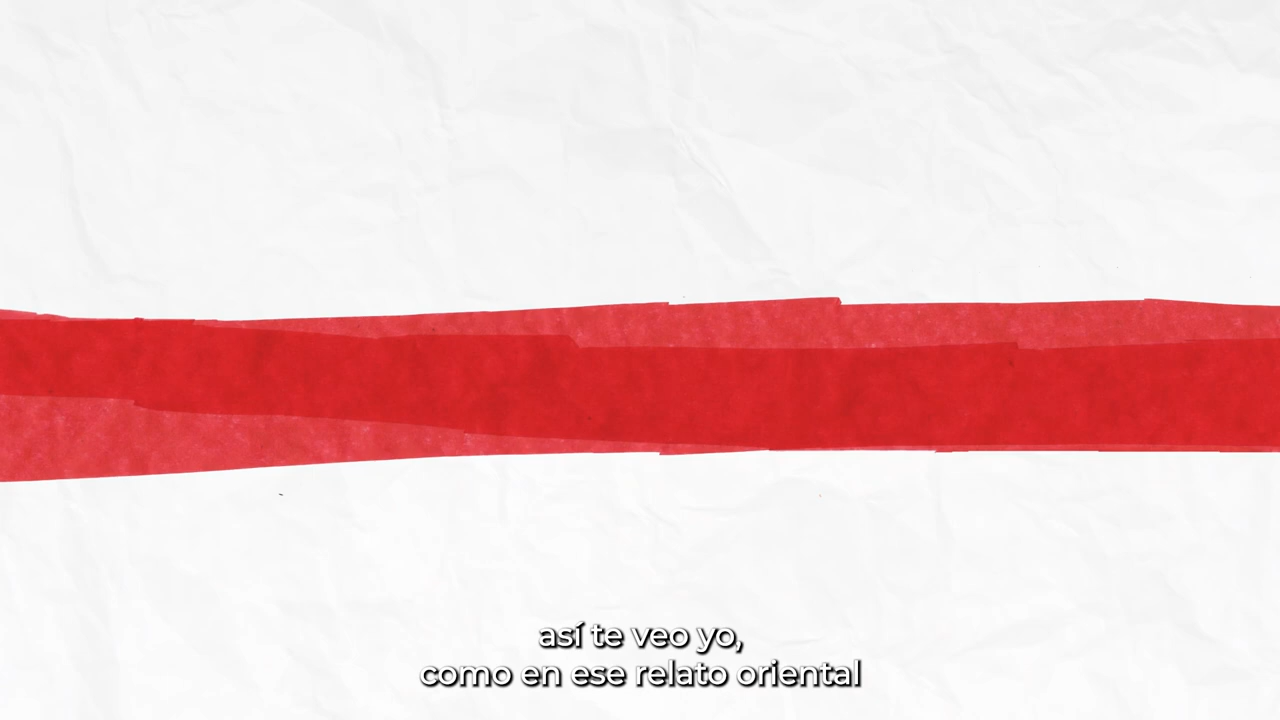 así te veo yo,
como en ese relato oriental